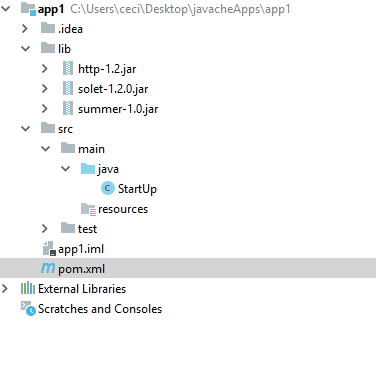 app1 C:\Users\ceci\Desktop\javacheApps\app1
.idea
lib
http-1.2.jar
solet-1.2.0.jar
summer-1.0.jar
src
main
java
C StartUp
resources
test
app1.iml
m pom.xml
External Libraries
Scratches and Consoles